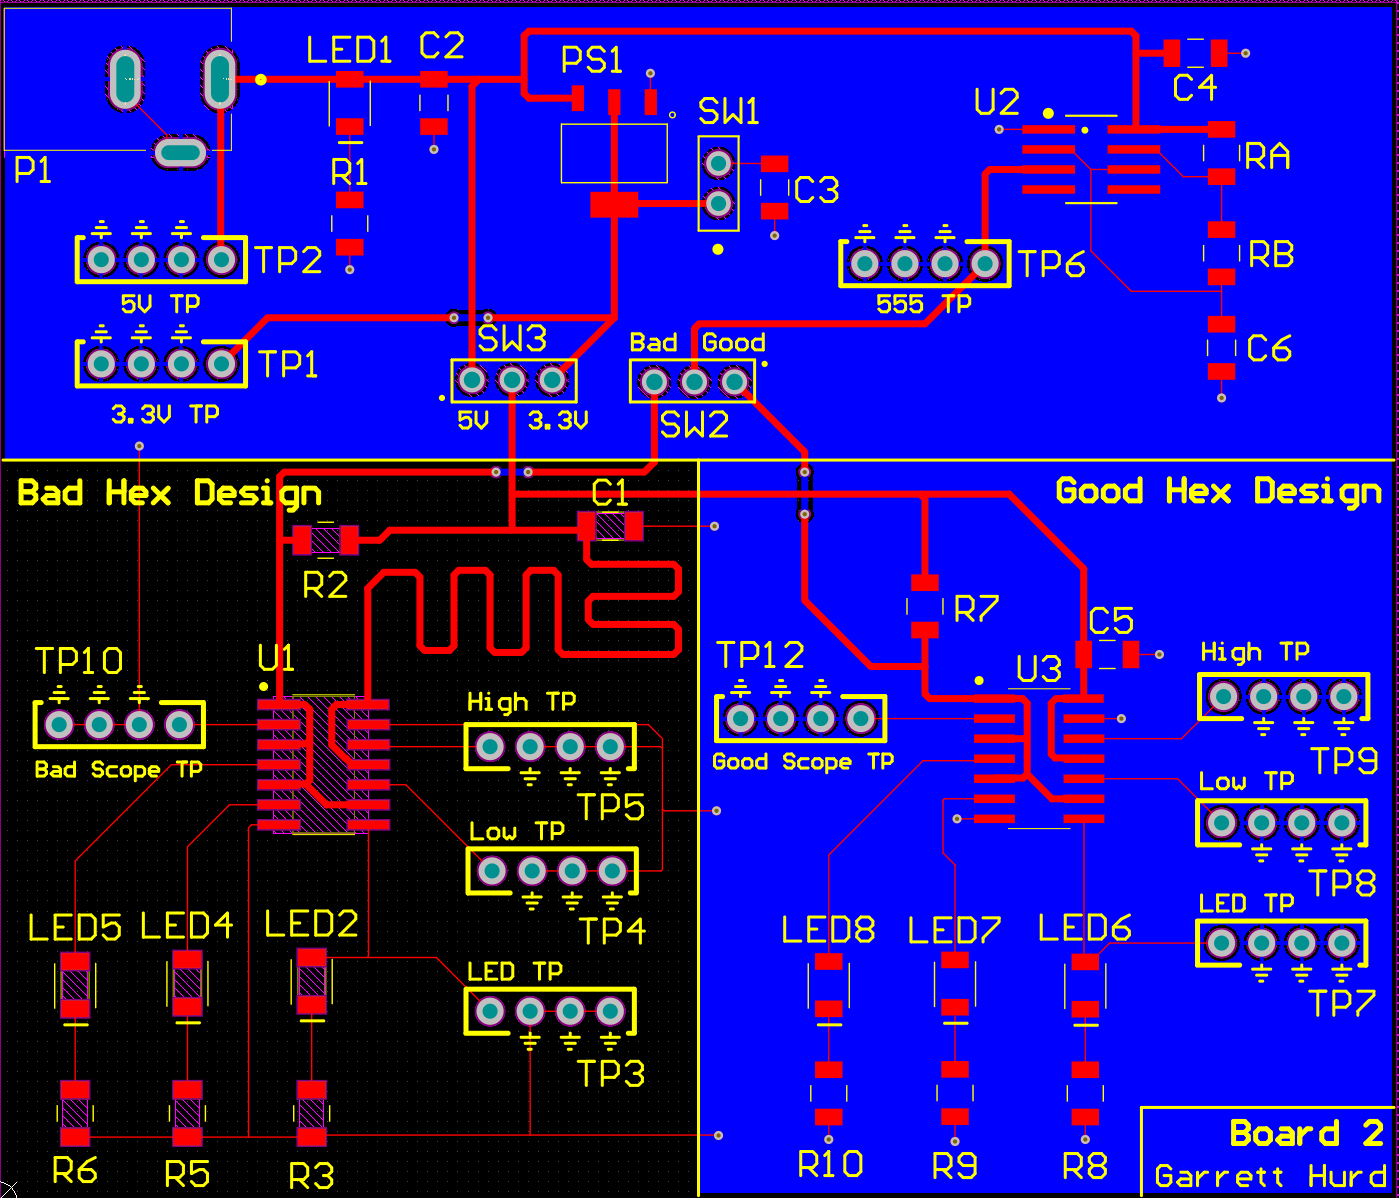 LED1
C2
PS1
SW1
U2
C4
P1
R1
C3
RA
TP2
TP6
RB
5V TP
555 TP
SW3
Bad Good
C6
TP1
5V 3.3V
SW2
3.3V TP
Bad Hex Design
C1
Good Hex Design
R2
R7
C5
TP10
U1
TP12
U3
High TP
High TP
Bad Scope TP
Good Scope TP
TP9
TP5
Low TP
Low TP
TP8
LED5
LED4
LED2
TP4
LED8
LED7
LED6
LED TP
LED TP
TP7
TP3
R6
R5
R3
R10
R9
R8
Board 2
Garrett Hurd